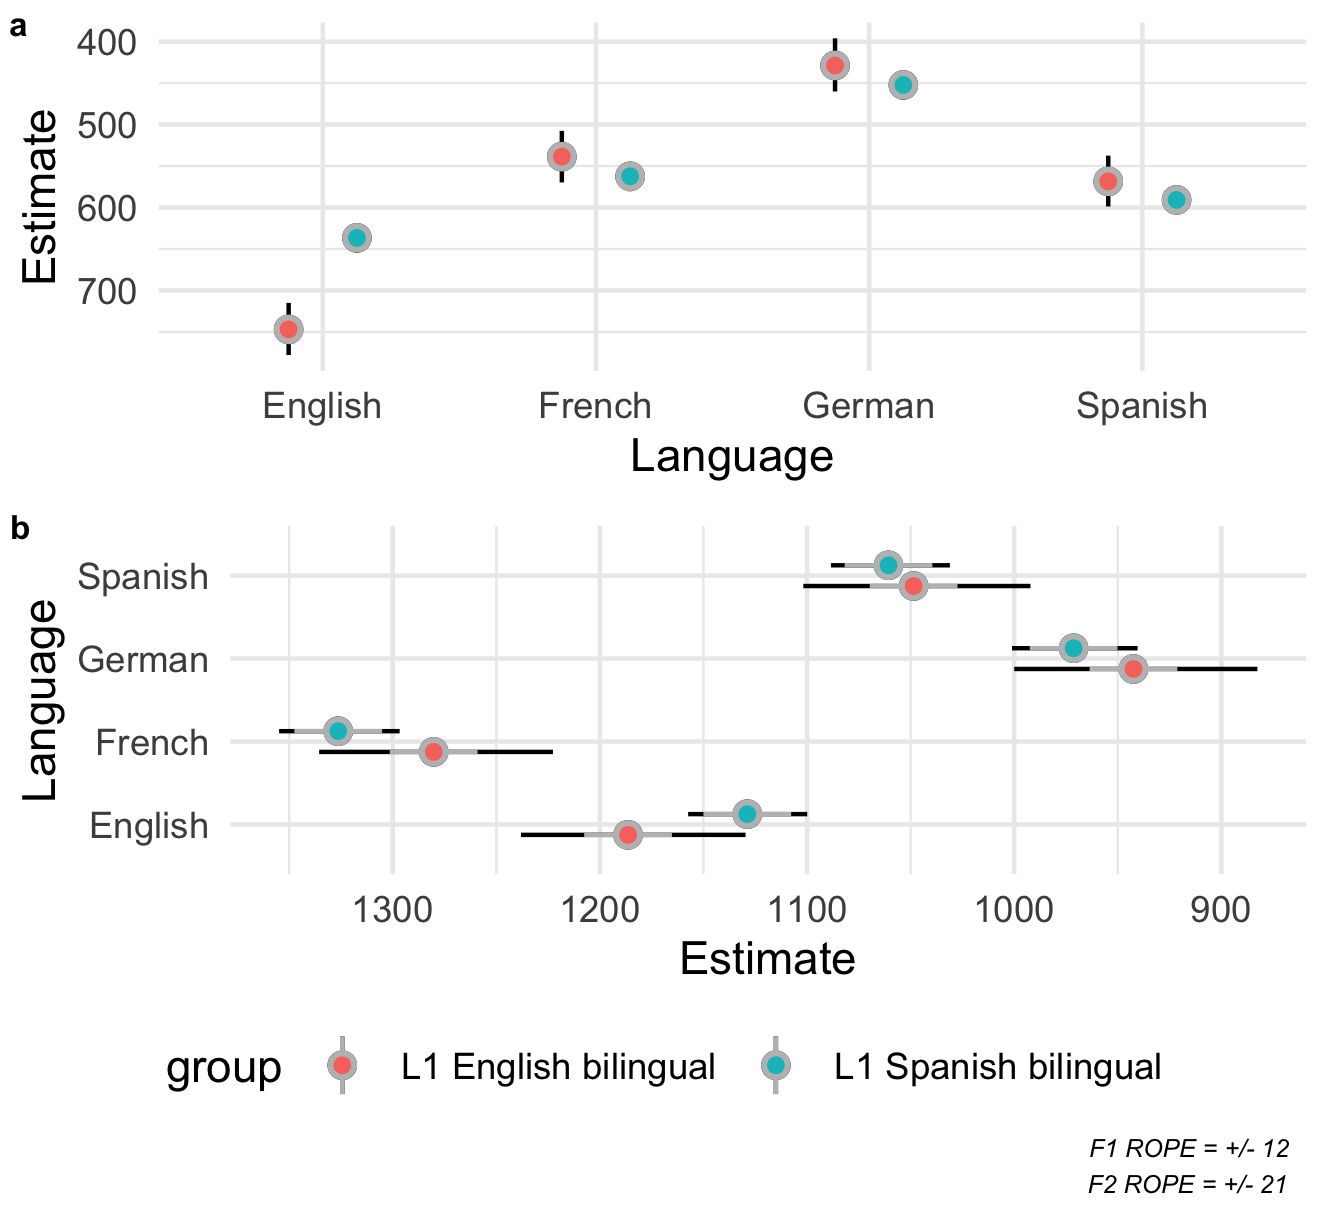 a
Estimate
400
500
600
700
English French German Spanish
Language
b
Language
Spanish
German
French
English
1300 1200 1100 1000 900
Estimate
group L1 English bilingual L1 Spanish bilingual
F1 ROPE = +/- 12
F2 ROPE = +/- 21